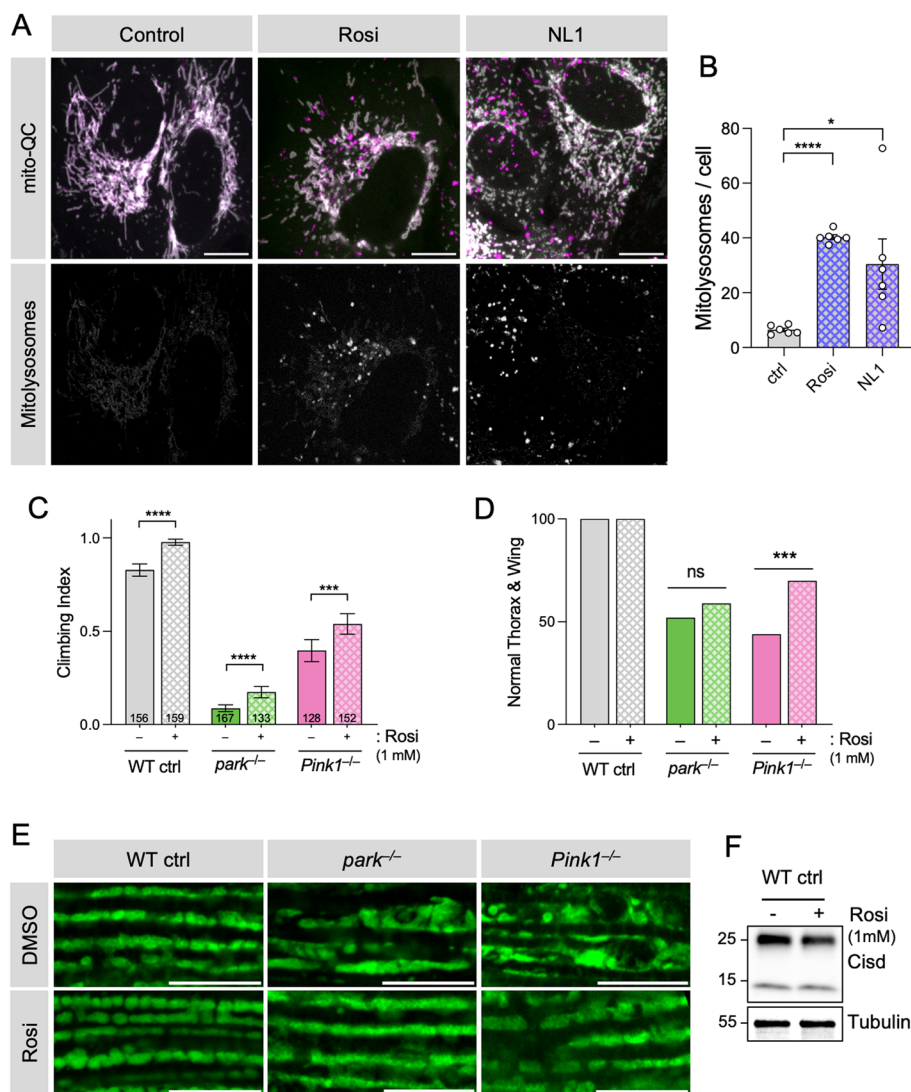 A
Control
Rosi
NL1
mito-QC
Mitolysosomes
B
Mitolysosomes / cell
80
60
40
20
0
*
****
ctrl
Rosi
NL1
C
Climbing Index
1.0
0.5
0.0
****
****
***
156
159
167
133
128
152
– + – + – + : Rosi
(1 mM)
WT ctrl
park–/–
Pink1–/–
D
Normal Thorax & Wing
100
50
0
ns
***
– + – + – + : Rosi
(1 mM)
WT ctrl
park–/–
Pink1–/–
E
WT ctrl
park–/–
Pink1–/–
DMSO
Rosi
F
WT ctrl
- + Rosi
(1mM)
25
Cisd
15
55
Tubulin